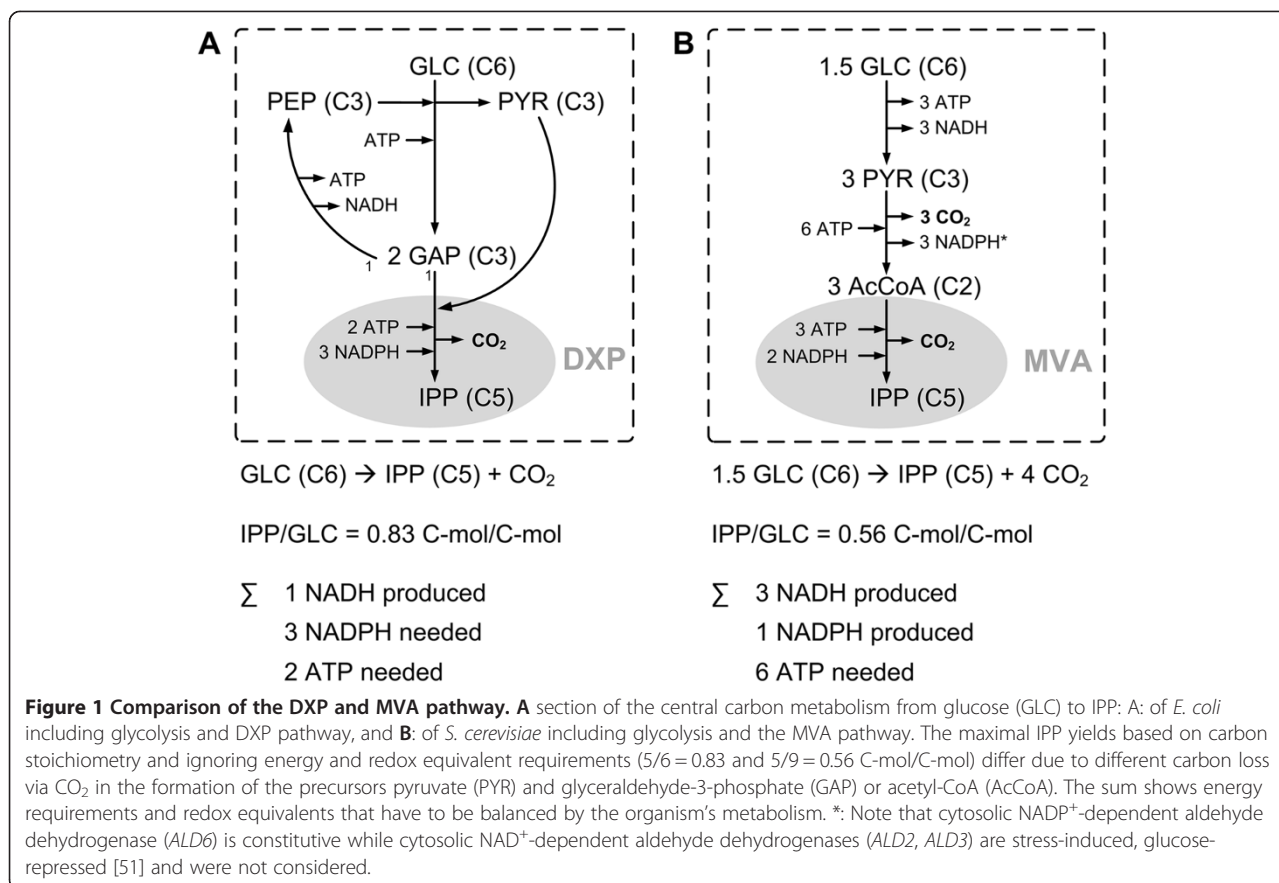 A
GLC (C6)
PEP (C3)
PYR (C3)
ATP
ATP
NADH
1
2 GAP (C3)
1
2 ATP
3 NADPH
CO₂
DXP
IPP (C5)
GLC (C6) → IPP (C5) + CO₂
IPP/GLC = 0.83 C-mol/C-mol
∑ 1 NADH produced
3 NADPH needed
2 ATP needed
B
1.5 GLC (C6)
3 ATP
3 NADH
3 PYR (C3)
6 ATP
3 CO₂
3 NADPH*
3 AcCoA (C2)
3 ATP
2 NADPH
CO₂
MVA
IPP (C5)
1.5 GLC (C6) → IPP (C5) + 4 CO₂
IPP/GLC = 0.56 C-mol/C-mol
∑ 3 NADH produced
1 NADPH produced
6 ATP needed
Figure 1 Comparison of the DXP and MVA pathway. A section of the central carbon metabolism from glucose (GLC) to IPP: A: of E. coli
including glycolysis and DXP pathway, and B: of S. cerevisiae including glycolysis and the MVA pathway. The maximal IPP yields based on carbon
stoichiometry and ignoring energy and redox equivalent requirements (5/6 = 0.83 and 5/9 = 0.56 C-mol/C-mol) differ due to different carbon loss
via CO₂ in the formation of the precursors pyruvate (PYR) and glyceraldehyde-3-phosphate (GAP) or acetyl-CoA (AcCoA). The sum shows energy
requirements and redox equivalents that have to be balanced by the organism's metabolism. *: Note that cytosolic NADP⁺-dependent aldehyde
dehydrogenase (ALD6) is constitutive while cytosolic NAD⁺-dependent aldehyde dehydrogenases (ALD2, ALD3) are stress-induced, glucose-
repressed [51] and were not considered.